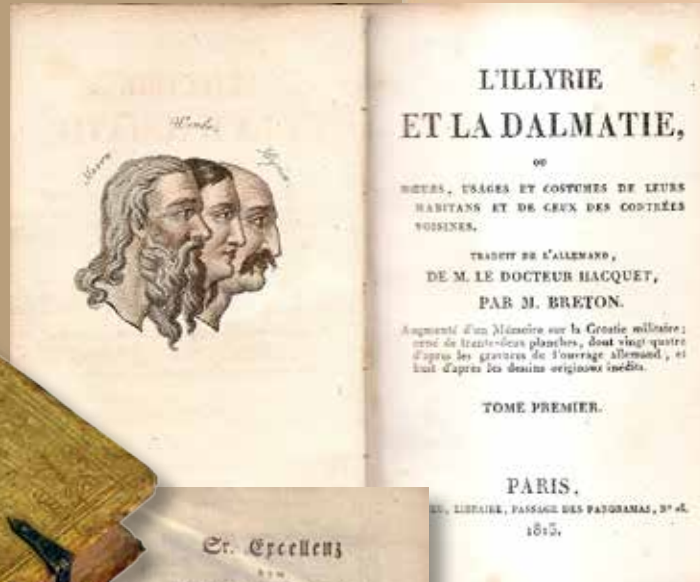 Wende
L'ILLYRIE
ET LA DALMATIE,
OU
MŒURS, USAGES ET COSTUMES DE LEURS
HABITANS ET DE CEUX DES CONTRÉES
VOISINES.
TRADUIT DE L'ALLEMAND,
DE M. LE DOCTEUR HACQUET,
PAR M. BRETON.
Augmenté d'un Mémoire sur la Croatie militaire;
orné de trente-deux planches, dont vingt-quatre
d'après les gravures de l'ouvrage allemand, et
huit d'après les dessins originaux inédits.
TOME PREMIER.
PARIS,
LIBRAIRE, PASSAGE DES PANORAMAS, N°
1815.
Sr. Excellenz
dem